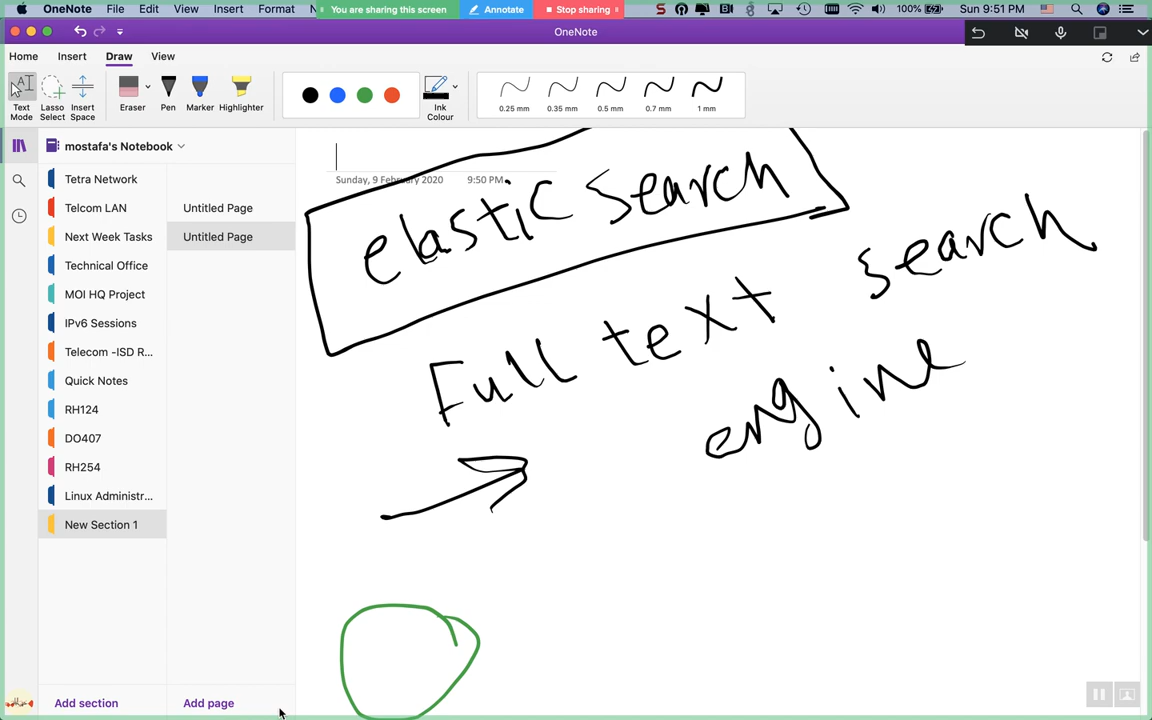 OneNote File Edit View Insert Format
You are sharing this screen
Annotate
Stop sharing
100%
Sun 9:51 PM
OneNote
Home Insert Draw View
Text Mode
Lasso Select
Insert Space
Eraser
Pen
Marker
Highlighter
Ink Colour
0.25 mm
0.35 mm
0.5 mm
0.7 mm
1 mm
mostafa's Notebook
Tetra Network
Telcom LAN
Next Week Tasks
Technical Office
MOI HQ Project
IPv6 Sessions
Telecom -ISD R...
Quick Notes
RH124
DO407
RH254
Linux Administr...
New Section 1
Add section
Untitled Page
Untitled Page
Add page
Sunday, 9 February 2020 9:50 PM
elastic search
Full text search
engine